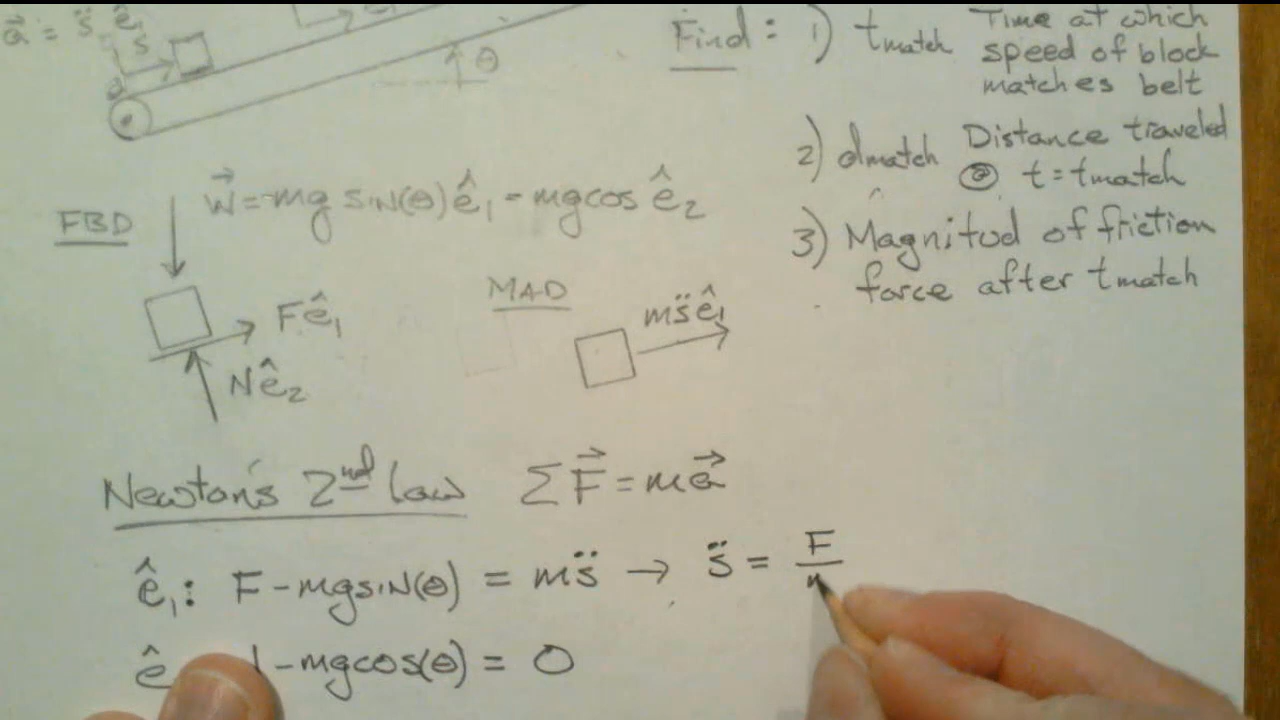 a⃗ = s̈
s
θ
Find: 1) tmatch Time at which
speed of block
matches belt
2) dmatch Distance traveled
@ t=tmatch
3) Magnitud of friction
force after tmatch
FBD
W⃗ = -mg sin(θ) ê₁ - mgcos ê₂
Fê₁
Nê₂
MAD
ms̈ê₁
Newton's 2nd law ΣF⃗ = ma⃗
ê₁: F-mgsin(θ) = ms̈ → s̈ = F/m
ê -mgcos(θ) = 0